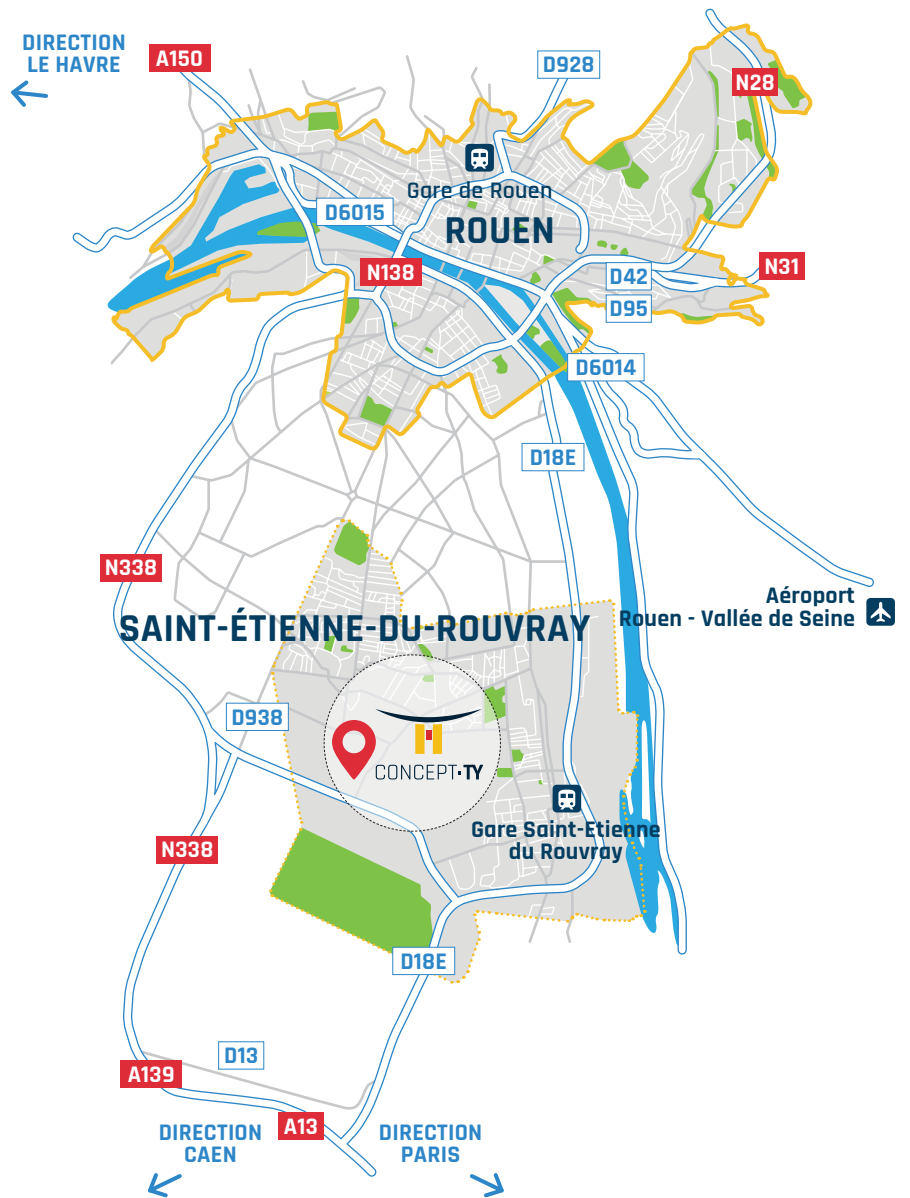 DIRECTION
LE HAVRE
A150
D928
N28
Gare de Rouen
D6015
ROUEN
N138
D42
N31
D95
D6014
D18E
N338
Aéroport
Rouen - Vallée de Seine
SAINT-ÉTIENNE-DU-ROUVRAY
D938
CONCEPT·TY
Gare Saint-Etienne
du Rouvray
N338
D18E
D13
A139
A13
DIRECTION
CAEN
DIRECTION
PARIS